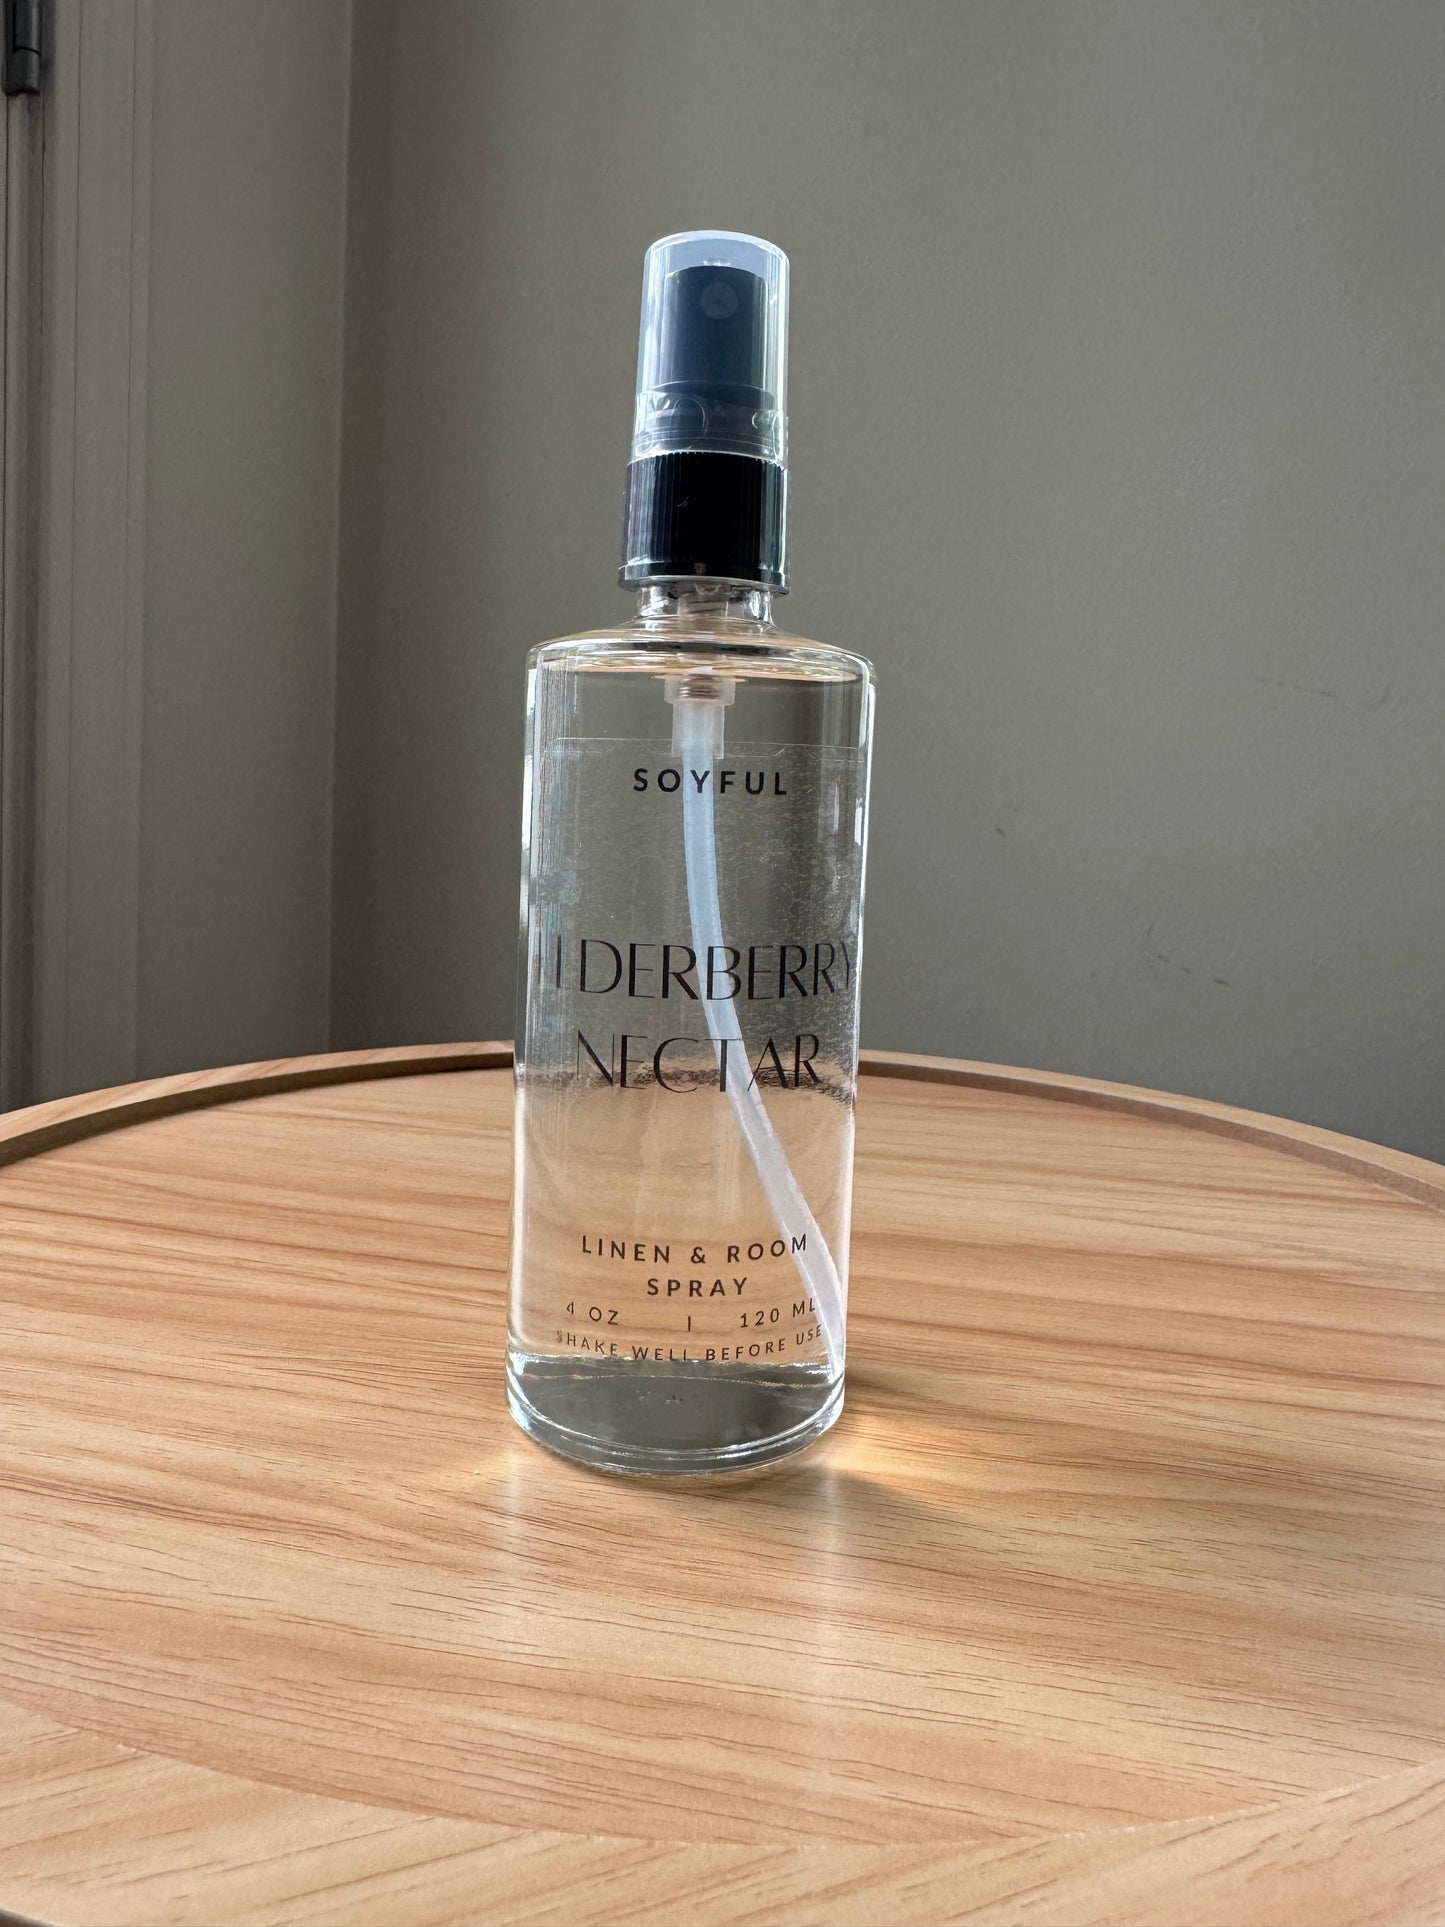 SOYFUL
ELDERBERRY
NECTAR
LINEN & ROOM
SPRAY
4 OZ | 120 ML
SHAKE WELL BEFORE USE